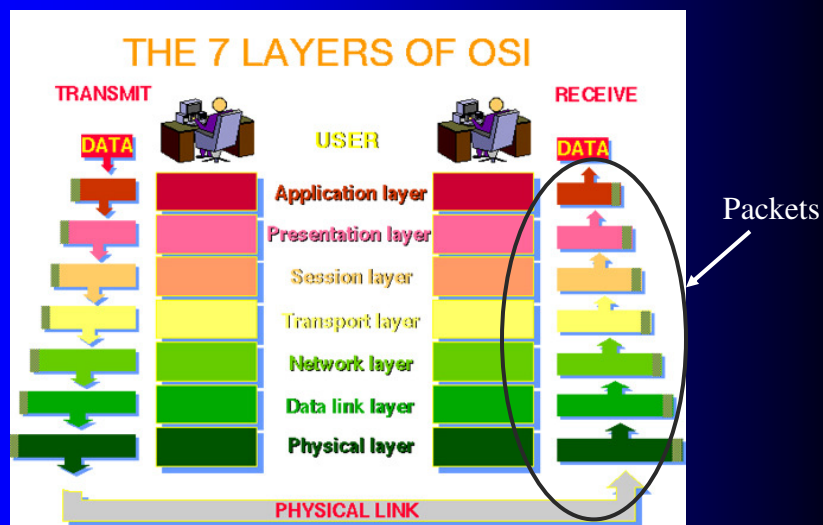 THE 7 LAYERS OF OSI
TRANSMIT
RECEIVE
USER
DATA
DATA
Application layer
Presentation layer
Session layer
Transport layer
Network layer
Data link layer
Physical layer
PHYSICAL LINK
Packets